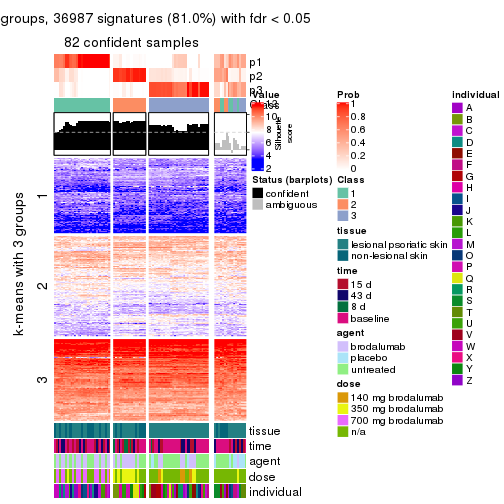 groups, 36987 signatures (81.0%) with fdr < 0.05
82 confident samples
p1
p2
p3
Class
1
2
3
k-means with 3 groups
tissue
time
agent
dose
individual
Value
10
8
6
4
2
Silhouette
score
Status (barplots)
confident
ambiguous
Prob
1
0.8
0.6
0.4
0.2
0
Class
1
2
3
tissue
lesional psoriatic skin
non-lesional skin
time
15 d
43 d
8 d
baseline
agent
brodalumab
placebo
untreated
dose
140 mg brodalumab
350 mg brodalumab
700 mg brodalumab
n/a
individual
A
B
C
D
E
F
G
H
I
J
K
L
M
O
P
Q
R
S
T
U
V
W
X
Y
Z